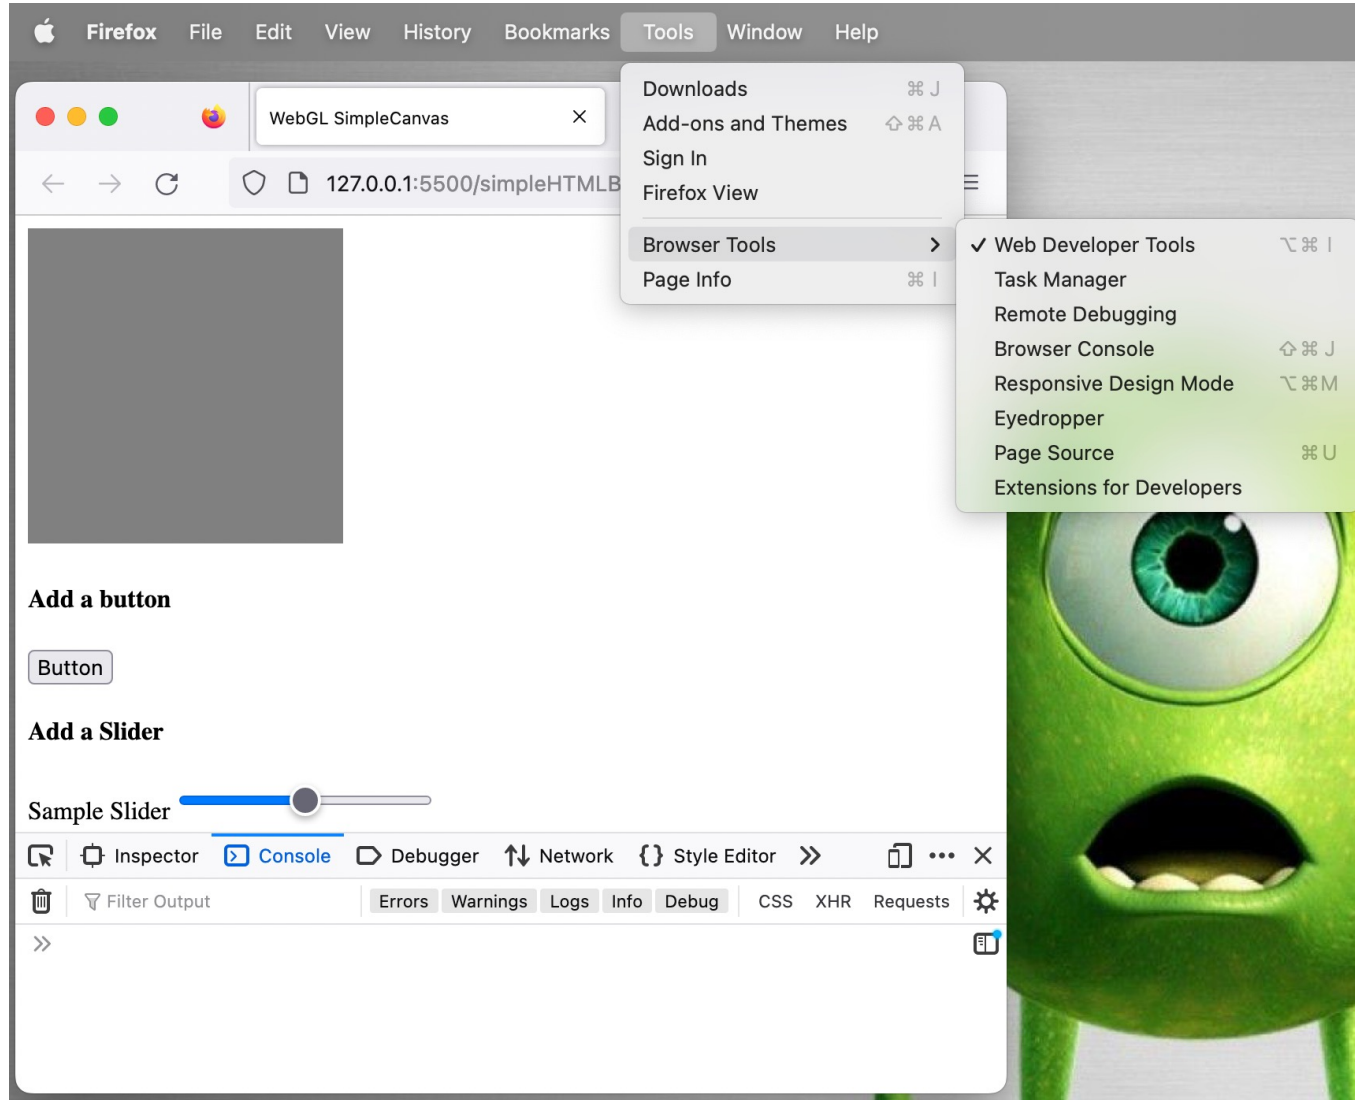 Firefox File Edit View History Bookmarks Tools Window Help
Downloads ⌘ J
Add-ons and Themes ⇧ ⌘ A
Sign In
Firefox View
Browser Tools
Page Info ⌘ I
✓ Web Developer Tools ⌥ ⌘ I
Task Manager
Remote Debugging
Browser Console ⇧ ⌘ J
Responsive Design Mode ⌥ ⌘ M
Eyedropper
Page Source ⌘ U
Extensions for Developers
WebGL SimpleCanvas
127.0.0.1:5500/simpleHTMLB
Add a button
Button
Add a Slider
Sample Slider
Inspector Console Debugger Network Style Editor
Filter Output Errors Warnings Logs Info Debug CSS XHR Requests